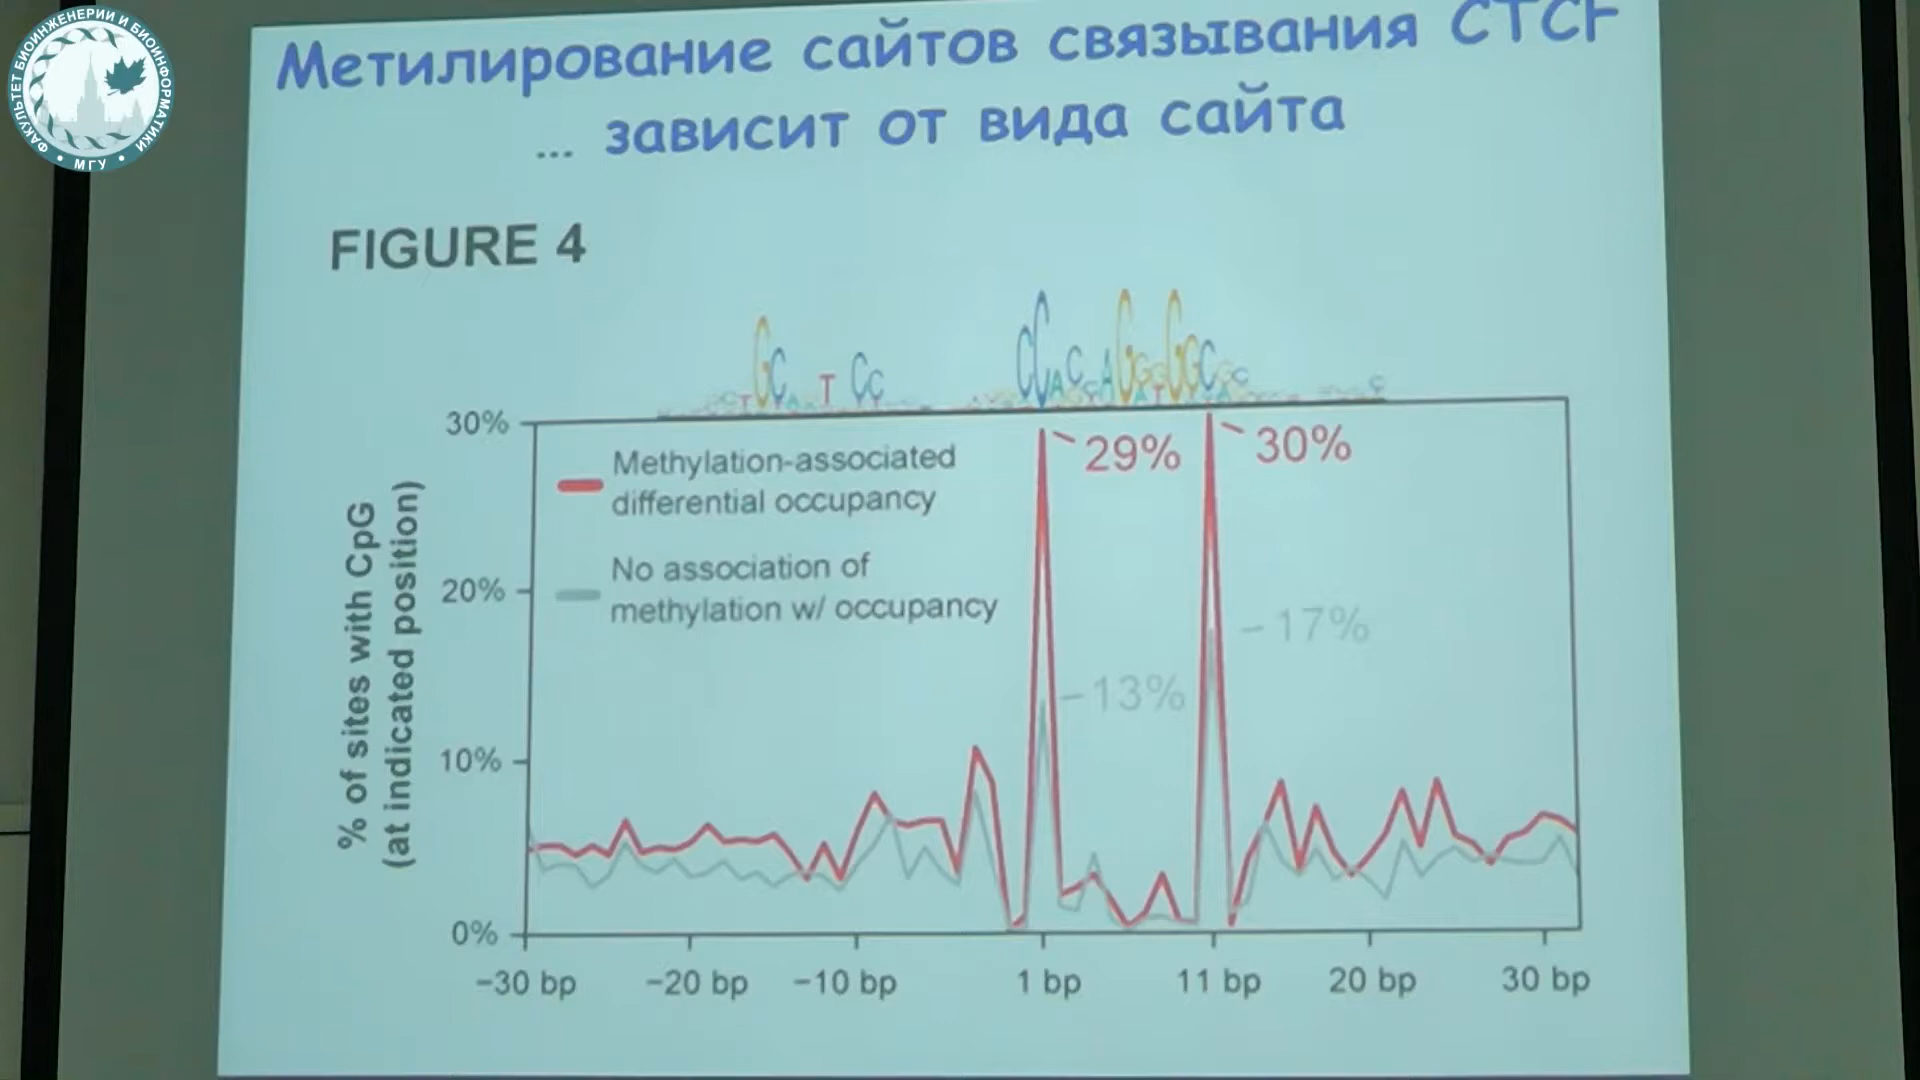 ФАКУЛЬТЕТ БИОИНЖЕНЕРИИ И БИОИНФОРМАТИКИ
• МГУ •
Метилирование сайтов связывания CTCF
... зависит от вида сайта
FIGURE 4
30%
20%
10%
0%
% of sites with CpG
(at indicated position)
Methylation-associated
differential occupancy
No association of
methylation w/ occupancy
29%
30%
13%
17%
−30 bp
−20 bp
−10 bp
1 bp
11 bp
20 bp
30 bp